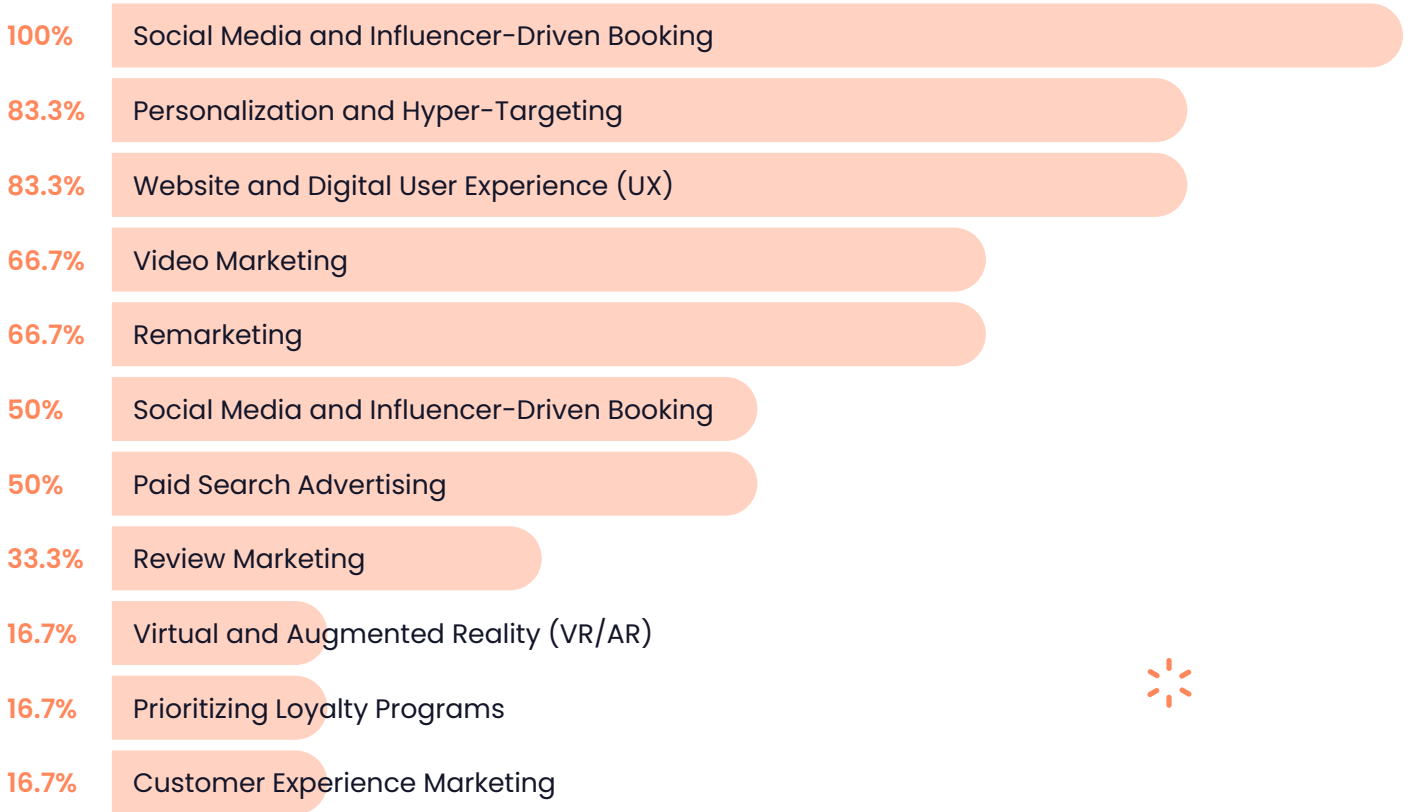 100% Social Media and Influencer-Driven Booking
83.3% Personalization and Hyper-Targeting
83.3% Website and Digital User Experience (UX)
66.7% Video Marketing
66.7% Remarketing
50% Social Media and Influencer-Driven Booking
50% Paid Search Advertising
33.3% Review Marketing
16.7% Virtual and Augmented Reality (VR/AR)
16.7% Prioritizing Loyalty Programs
16.7% Customer Experience Marketing